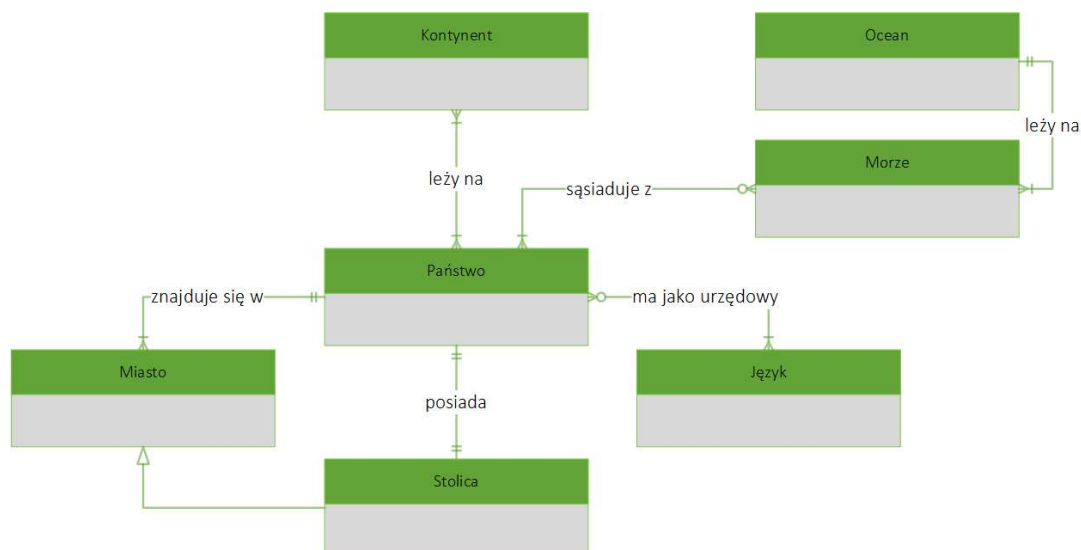 Kontynent
Ocean
leży na
Morze
leży na
sąsiaduje z
Państwo
znajduje się w
ma jako urzędowy
Miasto
Język
posiada
Stolica